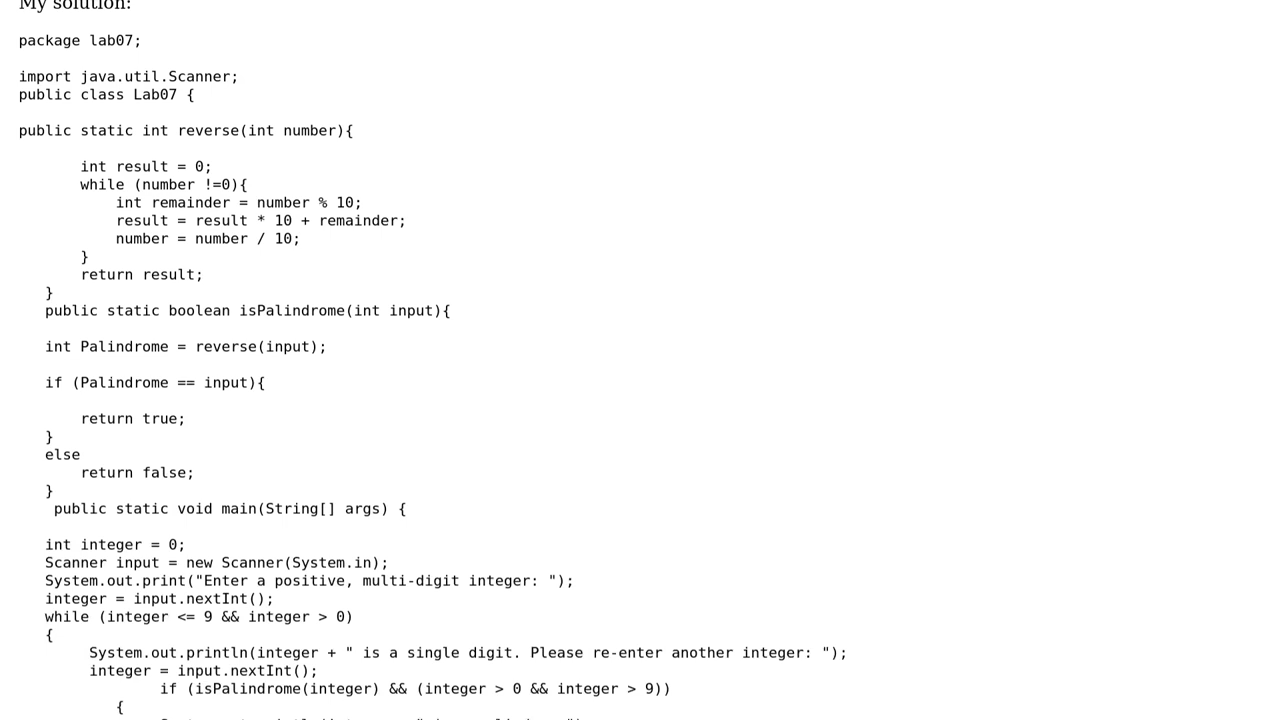 My solution:
package lab07;
import java.util.Scanner;
public class Lab07 {
public static int reverse(int number){
int result = 0;
while (number !=0){
int remainder = number % 10;
result = result * 10 + remainder;
number = number / 10;
}
return result;
}
public static boolean isPalindrome(int input){
int Palindrome = reverse(input);
if (Palindrome == input){
return true;
}
else
return false;
}
public static void main(String[] args) {
int integer = 0;
Scanner input = new Scanner(System.in);
System.out.print("Enter a positive, multi-digit integer: ");
integer = input.nextInt();
while (integer <= 9 && integer > 0)
{
System.out.println(integer + " is a single digit. Please re-enter another integer: ");
integer = input.nextInt();
if (isPalindrome(integer) && (integer > 0 && integer > 9))
{